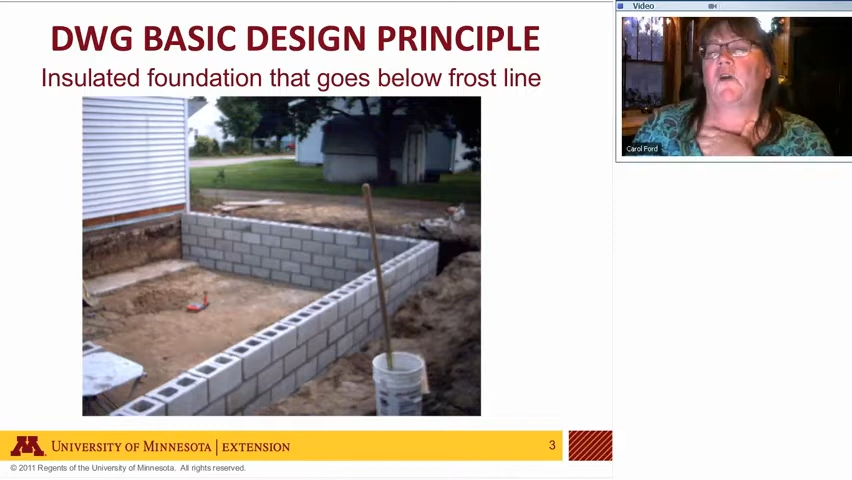 DWG BASIC DESIGN PRINCIPLE
Insulated foundation that goes below frost line
Video
Carol Ford
M UNIVERSITY OF MINNESOTA | EXTENSION
3
© 2011 Regents of the University of Minnesota. All rights reserved.